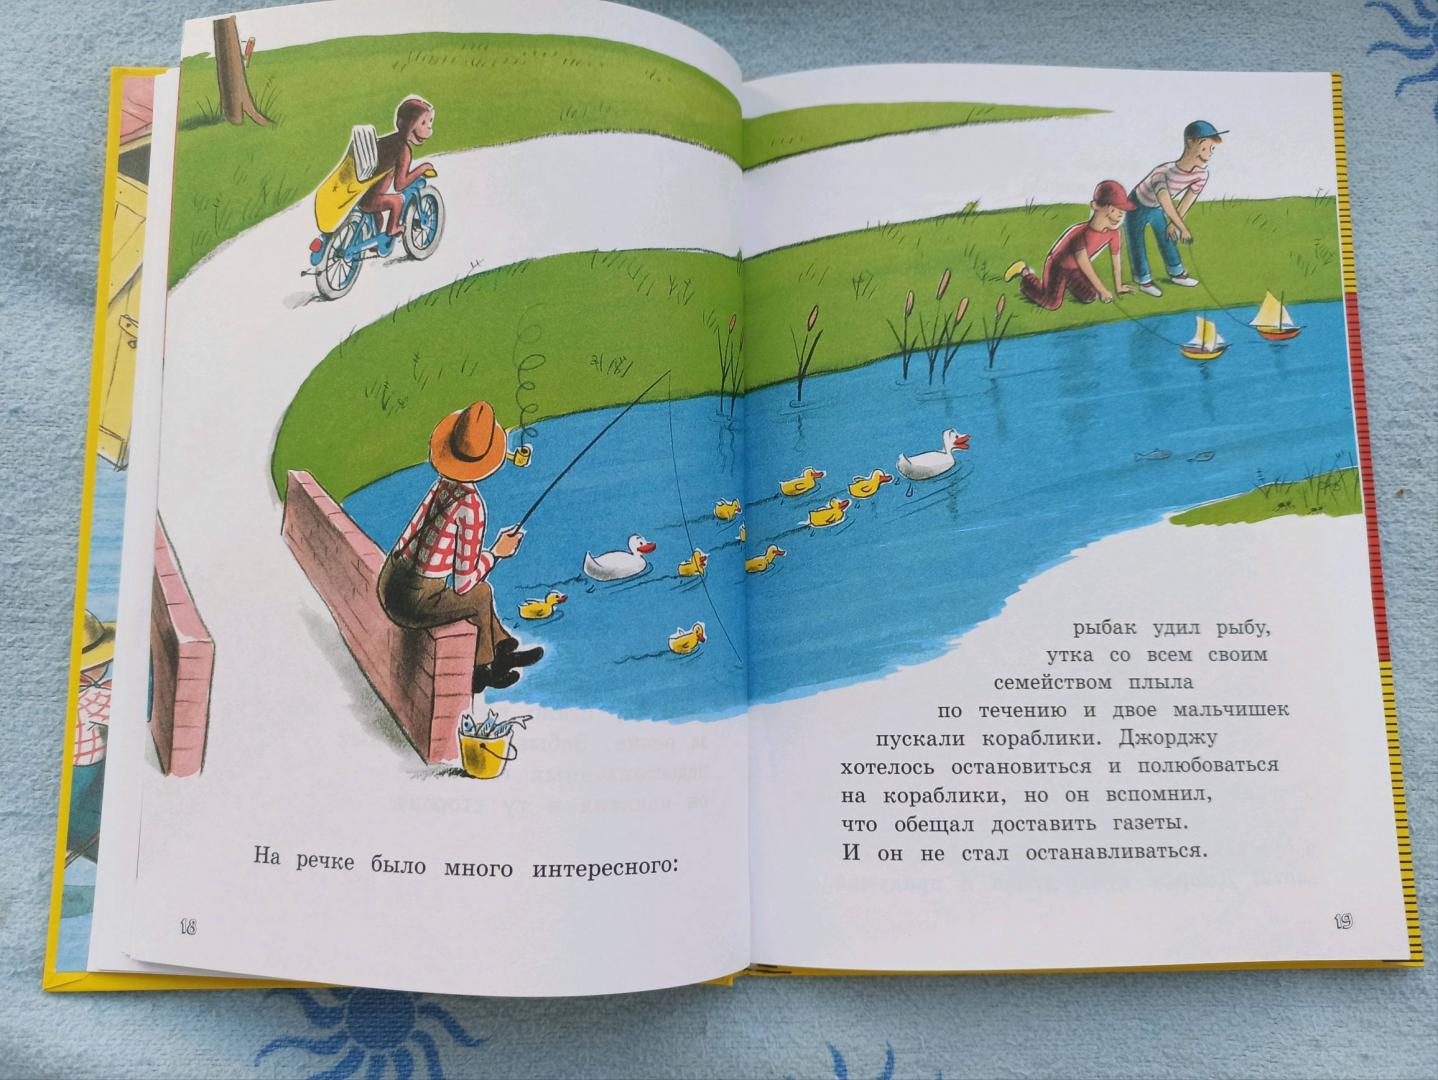 На речке было много интересного:
18
рыбак удил рыбу,
утка со всем своим
семейством плыла
по течению и двое мальчишек
пускали кораблики. Джорджу
хотелось остановиться и полюбоваться
на кораблики, но он вспомнил,
что обещал доставить газеты.
И он не стал останавливаться.
19